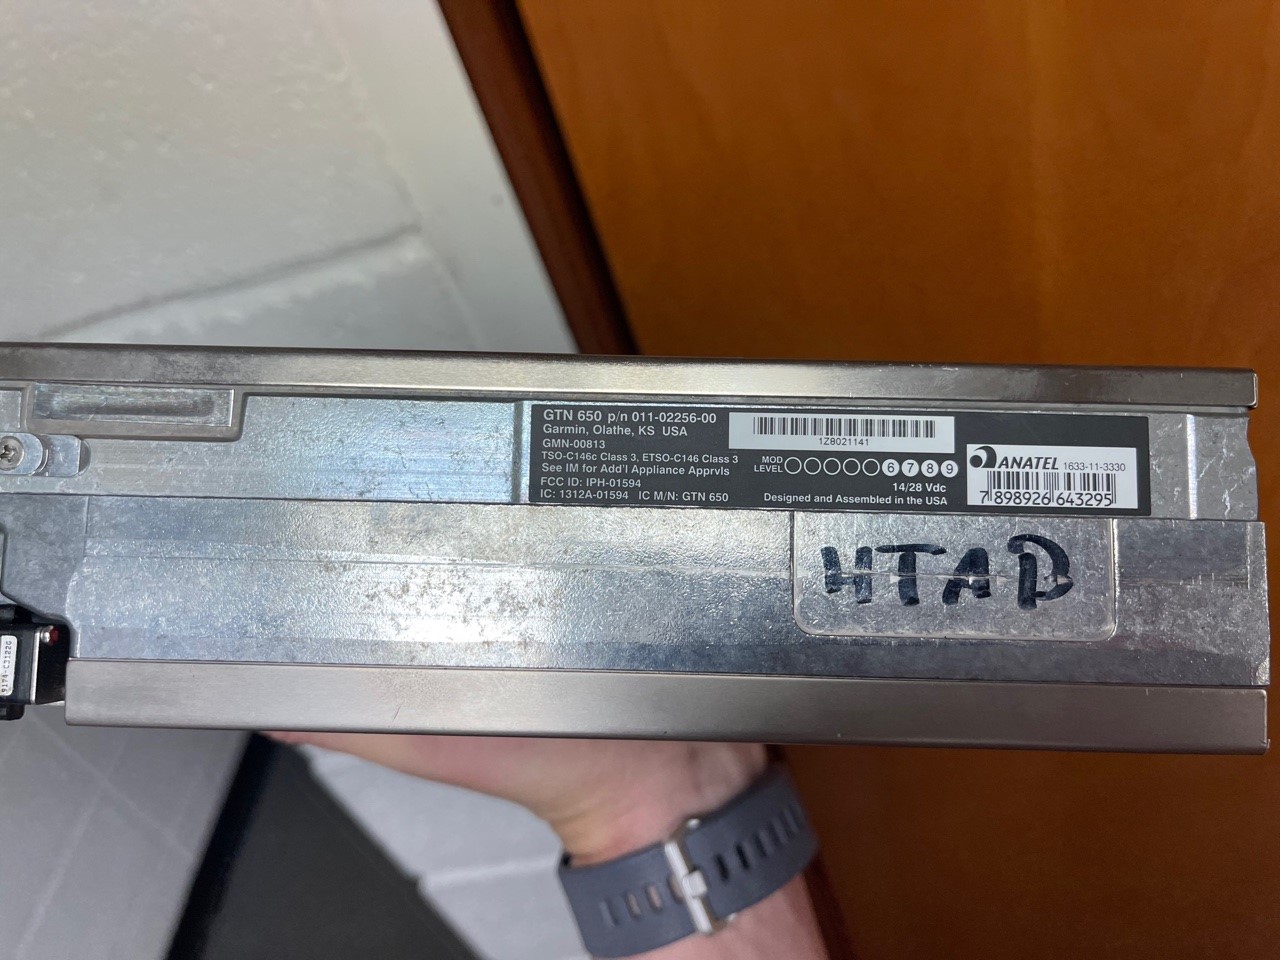 GTN 650 p/n 011-02256-00
Garmin, Olathe, KS USA
GMN-00813
TSO-C146c Class 3, ETSO-C146 Class 3
See IM for Add'l Appliance Apprvls
FCC ID: IPH-01594
IC: 1312A-01594 IC M/N: GTN 650
1Z8021141
MOD
LEVEL 6 7 8 9
14/28 Vdc
Designed and Assembled in the USA
ANATEL 1633-11-3330
7 898926 643295
HTAD